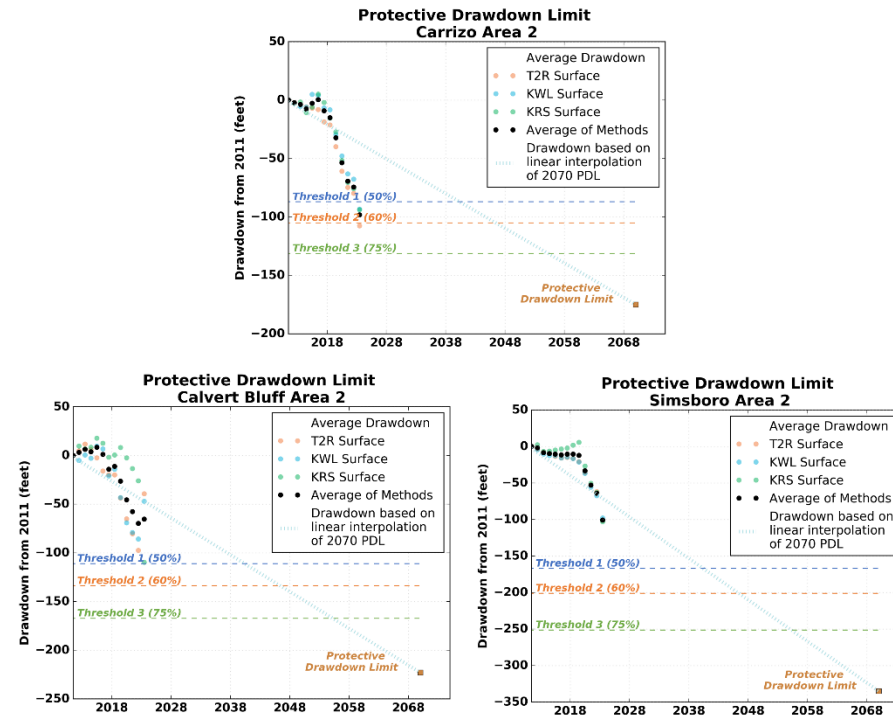 Protective Drawdown Limit
Carrizo Area 2
Drawdown from 2011 (feet)
50
0
−50
−100
−150
−200
2018
2028
2038
2048
2058
2068
Average Drawdown
T2R Surface
KWL Surface
KRS Surface
Average of Methods
Drawdown based on
linear interpolation
of 2070 PDL
Threshold 1 (50%)
Threshold 2 (60%)
Threshold 3 (75%)
Protective
Drawdown Limit
Protective Drawdown Limit
Calvert Bluff Area 2
Drawdown from 2011 (feet)
50
0
−50
−100
−150
−200
−250
2018
2028
2038
2048
2058
2068
Average Drawdown
T2R Surface
KWL Surface
KRS Surface
Average of Methods
Drawdown based on
linear interpolation
of 2070 PDL
Threshold 1 (50%)
Threshold 2 (60%)
Threshold 3 (75%)
Protective
Drawdown Limit
Protective Drawdown Limit
Simsboro Area 2
Drawdown from 2011 (feet)
50
0
−50
−100
−150
−200
−250
−300
−350
2018
2028
2038
2048
2058
2068
Average Drawdown
T2R Surface
KWL Surface
KRS Surface
Average of Methods
Drawdown based on
linear interpolation
of 2070 PDL
Threshold 1 (50%)
Threshold 2 (60%)
Threshold 3 (75%)
Protective
Drawdown Limit